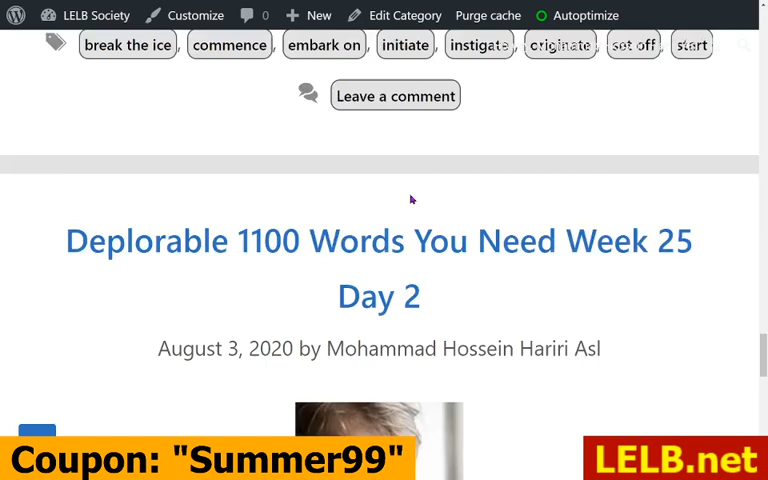 LELB Society Customize 0 New Edit Category Purge cache Autoptimize
break the ice, commence, embark on, initiate, instigate, originate, set off, start
Leave a comment
Deplorable 1100 Words You Need Week 25
Day 2
August 3, 2020 by Mohammad Hossein Hariri Asl
Coupon: "Summer99"
LELB.net